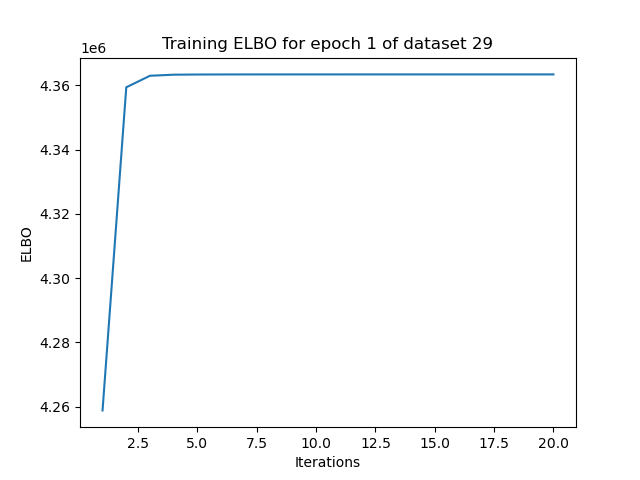 Training ELBO for epoch 1 of dataset 29
1e6
4.36
4.34
4.32
4.30
4.28
4.26
ELBO
2.5 5.0 7.5 10.0 12.5 15.0 17.5 20.0
Iterations